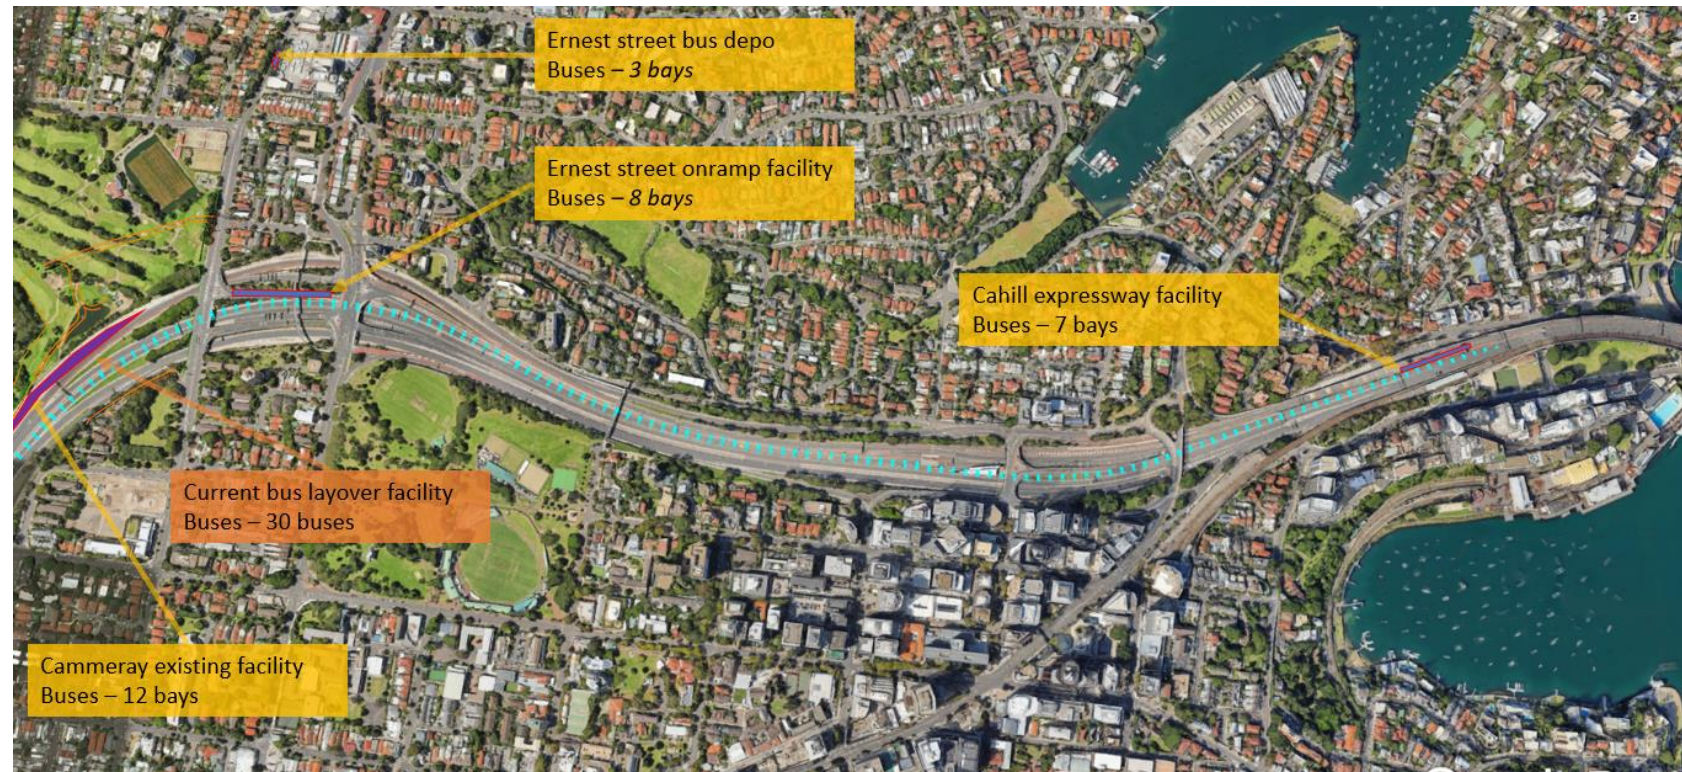 Ernest street bus depo
Buses – 3 bays
Ernest street onramp facility
Buses – 8 bays
Cahill expressway facility
Buses – 7 bays
Current bus layover facility
Buses – 30 buses
Cammeray existing facility
Buses – 12 bays